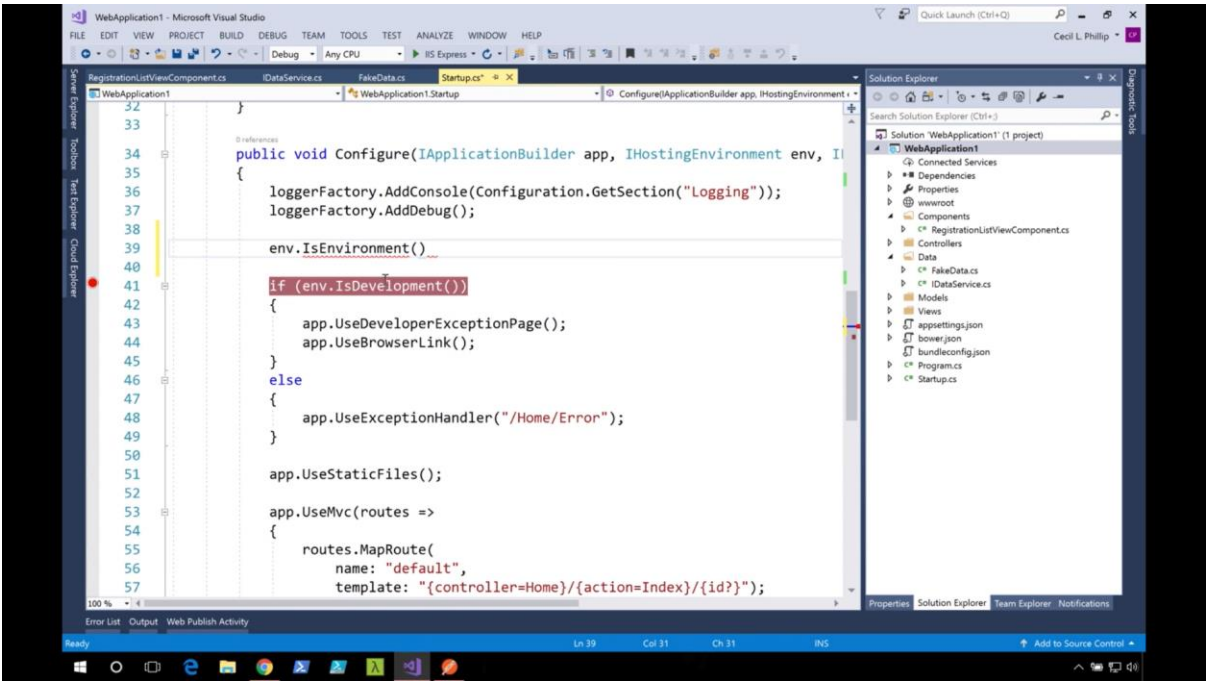 WebApplication1 - Microsoft Visual Studio
Quick Launch (Ctrl+Q)
FILE EDIT VIEW PROJECT BUILD DEBUG TEAM TOOLS TEST ANALYZE WINDOW HELP
Cecil L. Phillip
CP
Debug Any CPU IIS Express
Server Explorer
Toolbox
Test Explorer
Cloud Explorer
RegistrationListViewComponent.cs IDataService.cs FakeData.cs Startup.cs*
WebApplication1 WebApplication1.Startup Configure(IApplicationBuilder app, IHostingEnvironment
32 }
33
0 references
34 public void Configure(IApplicationBuilder app, IHostingEnvironment env, I
35 {
36 loggerFactory.AddConsole(Configuration.GetSection("Logging"));
37 loggerFactory.AddDebug();
38
39 env.IsEnvironment()
40
41 if (env.IsDevelopment())
42 {
43 app.UseDeveloperExceptionPage();
44 app.UseBrowserLink();
45 }
46 else
47 {
48 app.UseExceptionHandler("/Home/Error");
49 }
50
51 app.UseStaticFiles();
52
53 app.UseMvc(routes =>
54 {
55 routes.MapRoute(
56 name: "default",
57 template: "{controller=Home}/{action=Index}/{id?}");
100 %
Solution Explorer
Search Solution Explorer (Ctrl+;)
Solution 'WebApplication1' (1 project)
WebApplication1
Connected Services
Dependencies
Properties
wwwroot
Components
C# RegistrationListViewComponent.cs
Controllers
Data
C# FakeData.cs
C# IDataService.cs
Models
Views
appsettings.json
bower.json
bundleconfig.json
C# Program.cs
C# Startup.cs
Properties Solution Explorer Team Explorer Notifications
Diagnostic Tools
Error List Output Web Publish Activity
Ready Ln 39 Col 31 Ch 31 INS Add to Source Control